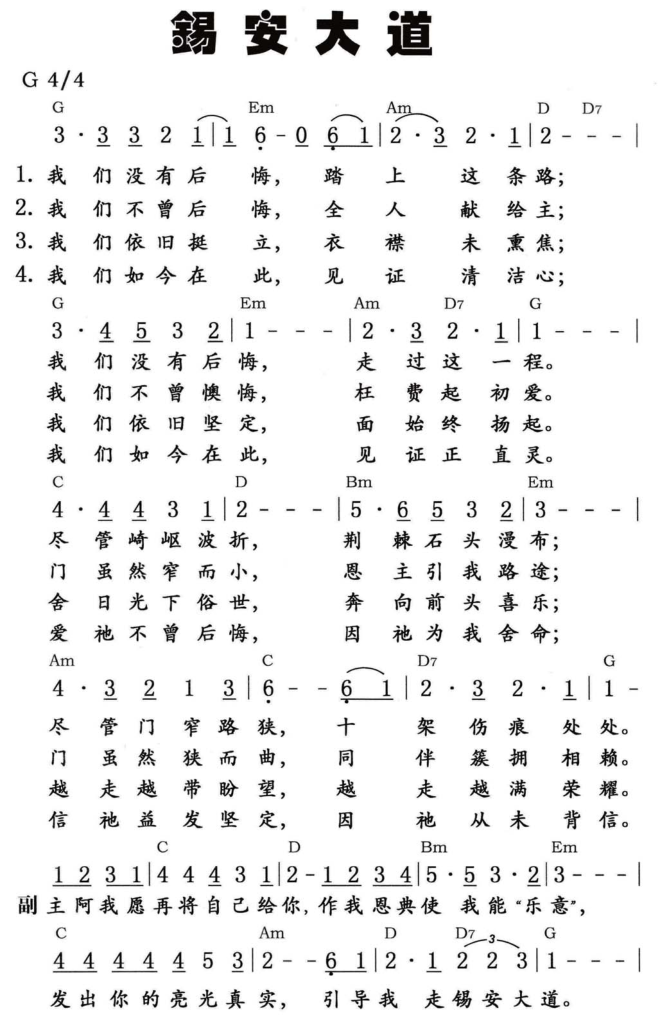 錫安大道
G 4/4
G Em Am D D7
3 · 3 3 2 1 | 1 6 - 0 6 1 | 2 · 3 2 · 1 | 2 - - - |
1. 我们没有后悔，踏上这条路；
2. 我们不曾后悔，全人献给主；
3. 我们依旧挺立，衣襟未熏焦；
4. 我们如今在此，见证清洁心；
G Em Am D7 G
3 · 4 5 3 2 | 1 - - - | 2 · 3 2 · 1 | 1 - - - |
我们没有后悔，走过这一程。
我们不曾懊悔，枉费起初爱。
我们依旧坚定，面始终扬起。
我们如今在此，见证正直灵。
C D Bm Em
4 · 4 4 3 1 | 2 - - - | 5 · 6 5 3 2 | 3 - - - |
尽管崎岖波折，荆棘石头漫布；
门虽然窄而小，恩主引我路途；
舍日光下俗世，奔向前头喜乐；
爱祂不曾后悔，因祂为我舍命；
Am C D7 G
4 · 3 2 1 3 | 6 - - 6 1 | 2 · 3 2 · 1 | 1 -
尽管门窄路狭，十架伤痕处处。
门虽然狭而曲，同伴簇拥相赖。
越走越带盼望，越走越满荣耀。
信祂益发坚定，因祂从未背信。
C D Bm Em
1 2 3 1 | 4 4 4 3 1 | 2 - 1 2 3 4 | 5 · 5 3 · 2 | 3 - - - |
副 主阿我愿再将自己给你，作我恩典使我能“乐意”，
C Am D D7 G
4 4 4 4 4 5 3 | 2 - - 6 1 | 2 · 1 2 2 3 | 1 - - - |
3
发出你的亮光真实，引导我走锡安大道。